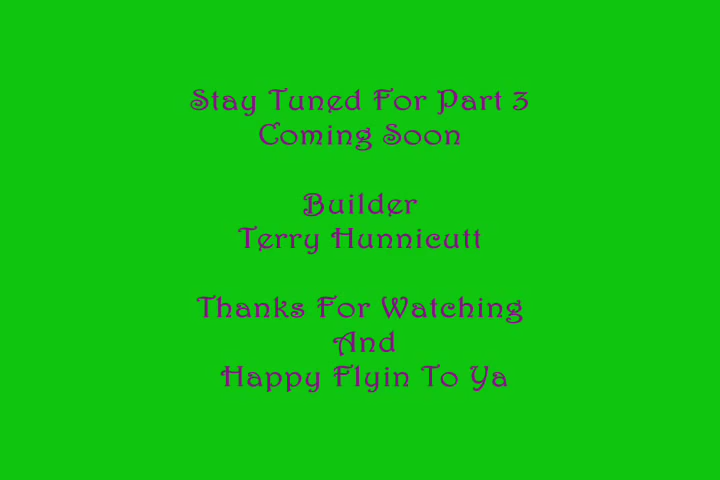 Stay Tuned For Part 3
Coming Soon
Builder
Terry Hunnicutt
Thanks For Watching
And
Happy Flyin To Ya